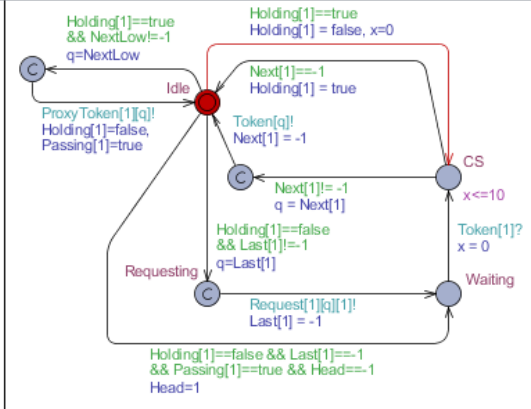 Holding[1]==true
&& NextLow!=-1
q=NextLow
Holding[1]==true
Holding[1] = false, x=0
C
Idle
Next[1]==-1
Holding[1] = true
ProxyToken[1][q]!
Holding[1]=false,
Passing[1]=true
Token[q]!
Next[1] = -1
C
CS
x<=10
Next[1]!= -1
q = Next[1]
Holding[1]==false
&& Last[1]!=-1
q=Last[1]
Token[1]?
x = 0
Requesting
C
Waiting
Request[1][q][1]!
Last[1] = -1
Holding[1]==false && Last[1]==-1
&& Passing[1]==true && Head==-1
Head=1